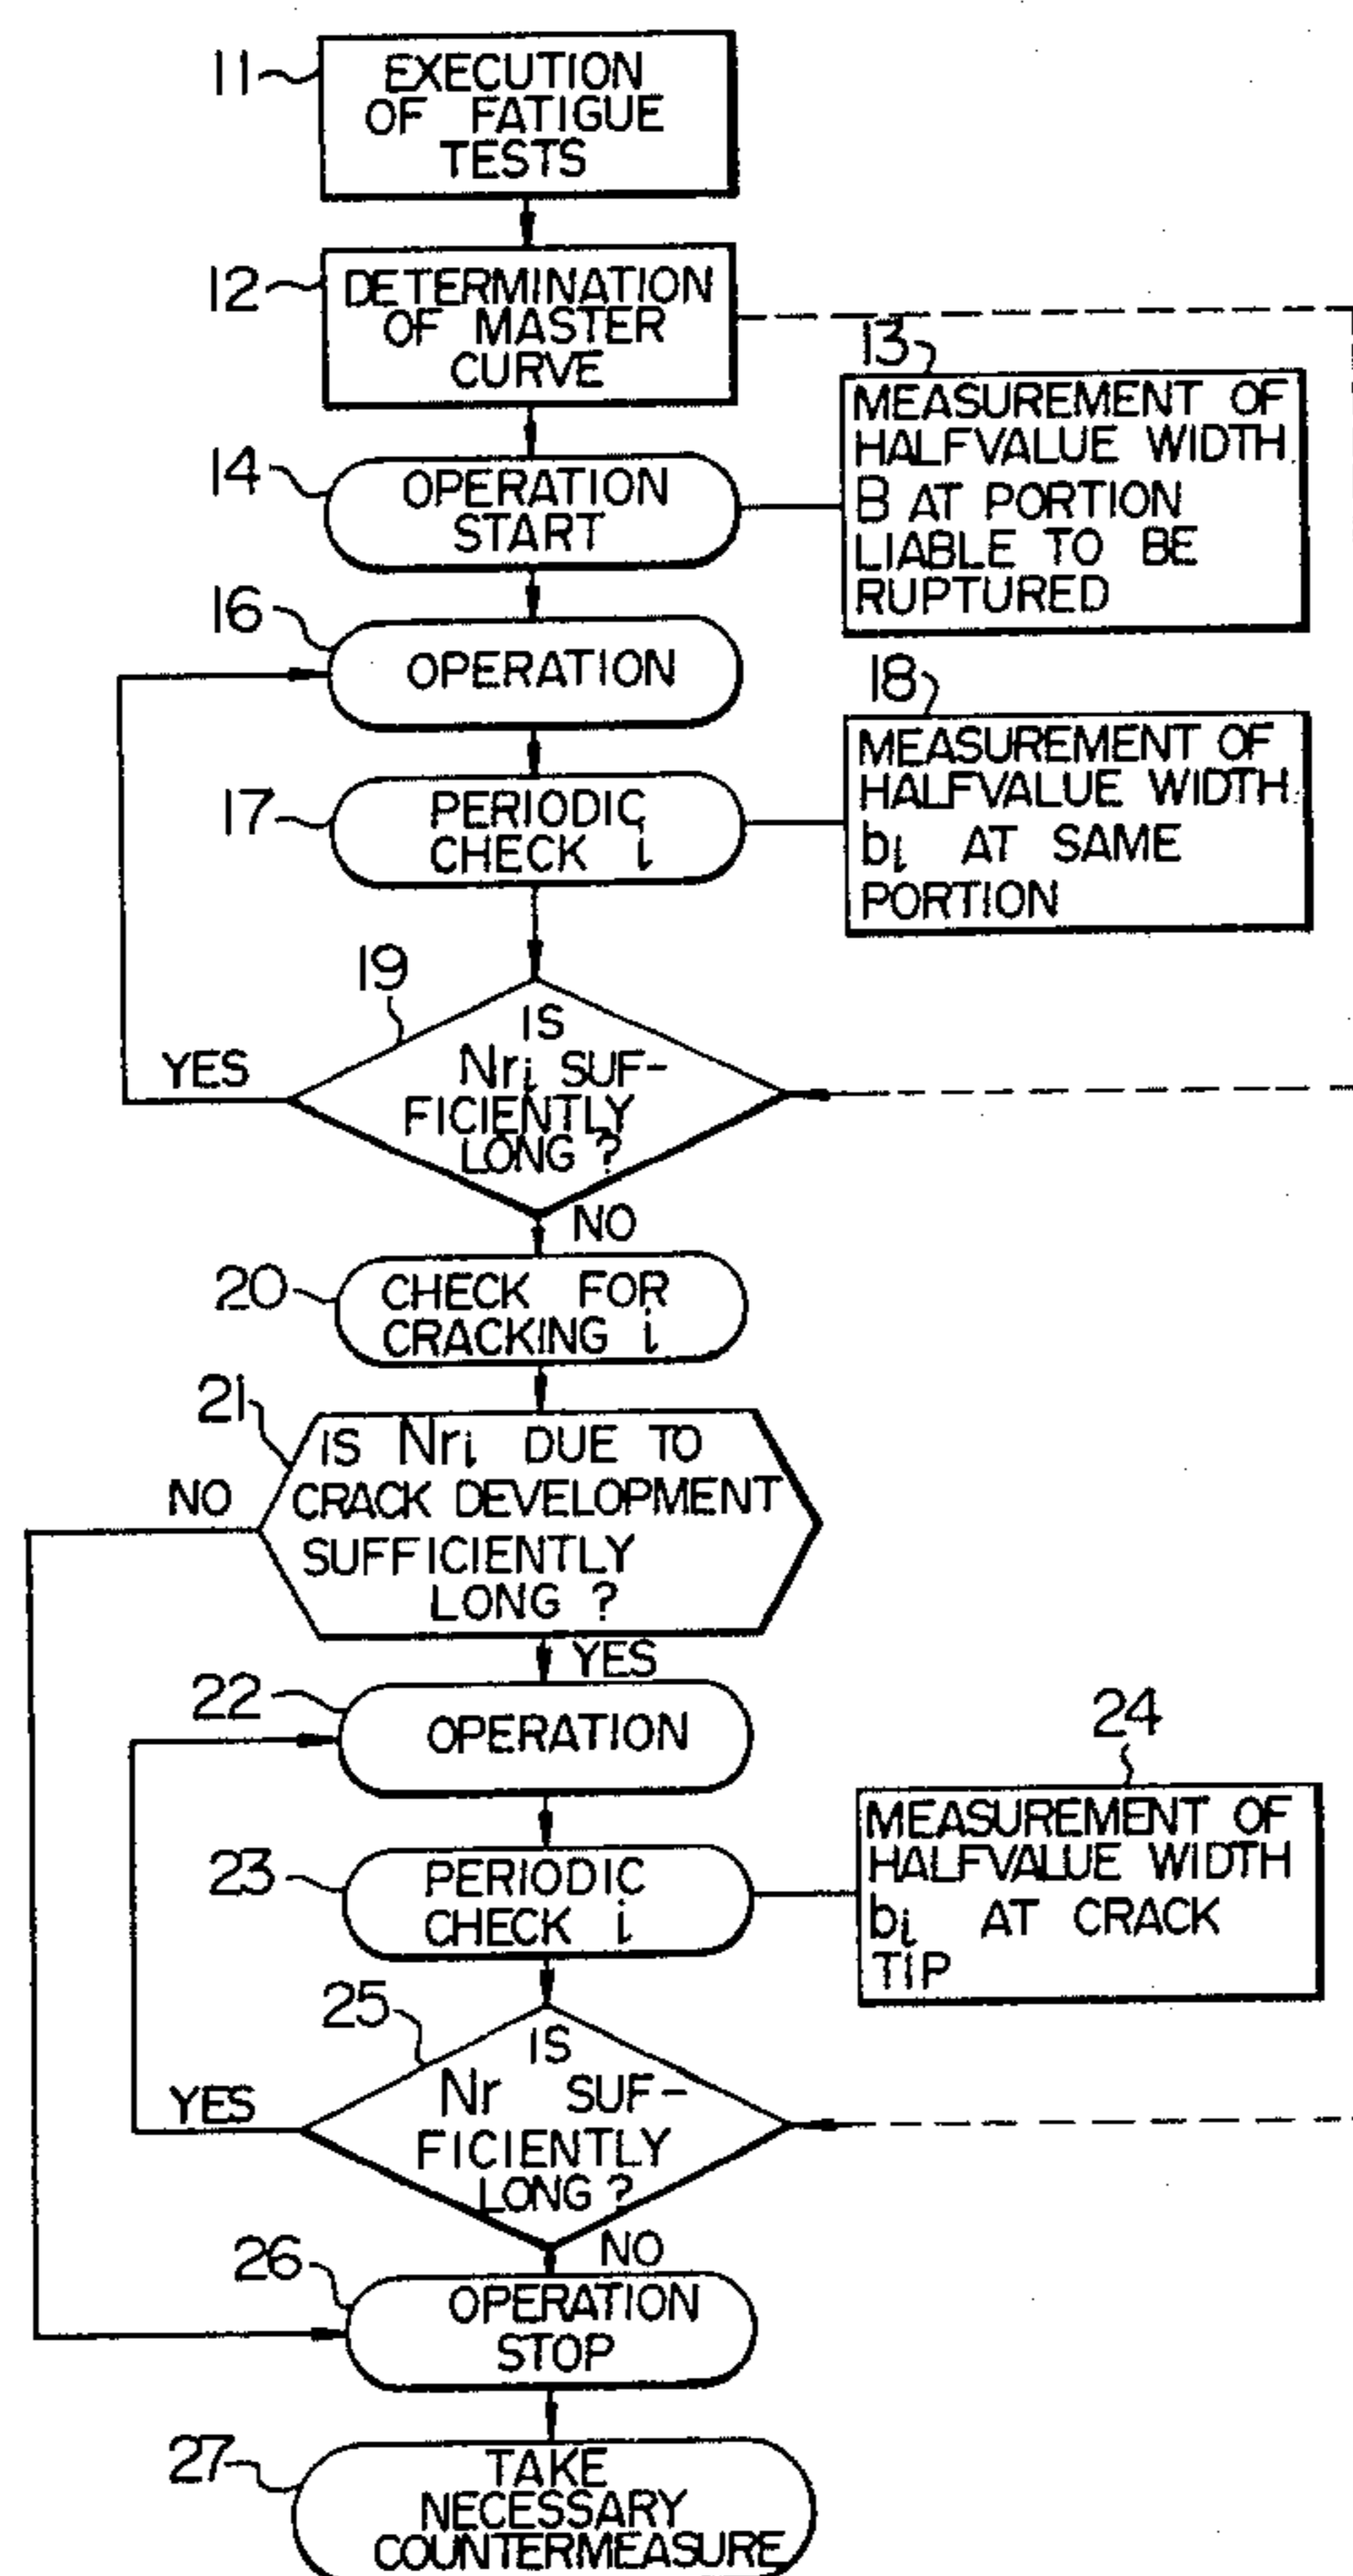 11
EXECUTION
OF FATIGUE
TESTS
12
DETERMINATION
OF MASTER
CURVE
13
MEASUREMENT OF
HALFVALUE WIDTH
B AT PORTION
LIABLE TO BE
RUPTURED
14
OPERATION
START
16
OPERATION
17
PERIODIC
CHECK i
18
MEASUREMENT OF
HALFVALUE WIDTH
bi AT SAME
PORTION
19
IS
Nri SUF-
FICIENTLY
LONG ?
YES
NO
20
CHECK FOR
CRACKING i
21
IS Nri DUE TO
CRACK DEVELOPMENT
SUFFICIENTLY
LONG ?
NO
YES
22
OPERATION
23
PERIODIC
CHECK i
24
MEASUREMENT OF
HALFVALUE WIDTH
bi AT CRACK
TIP
25
IS
Nr SUF-
FICIENTLY
LONG ?
YES
NO
26
OPERATION
STOP
27
TAKE
NECESSARY
COUNTERMEASURE